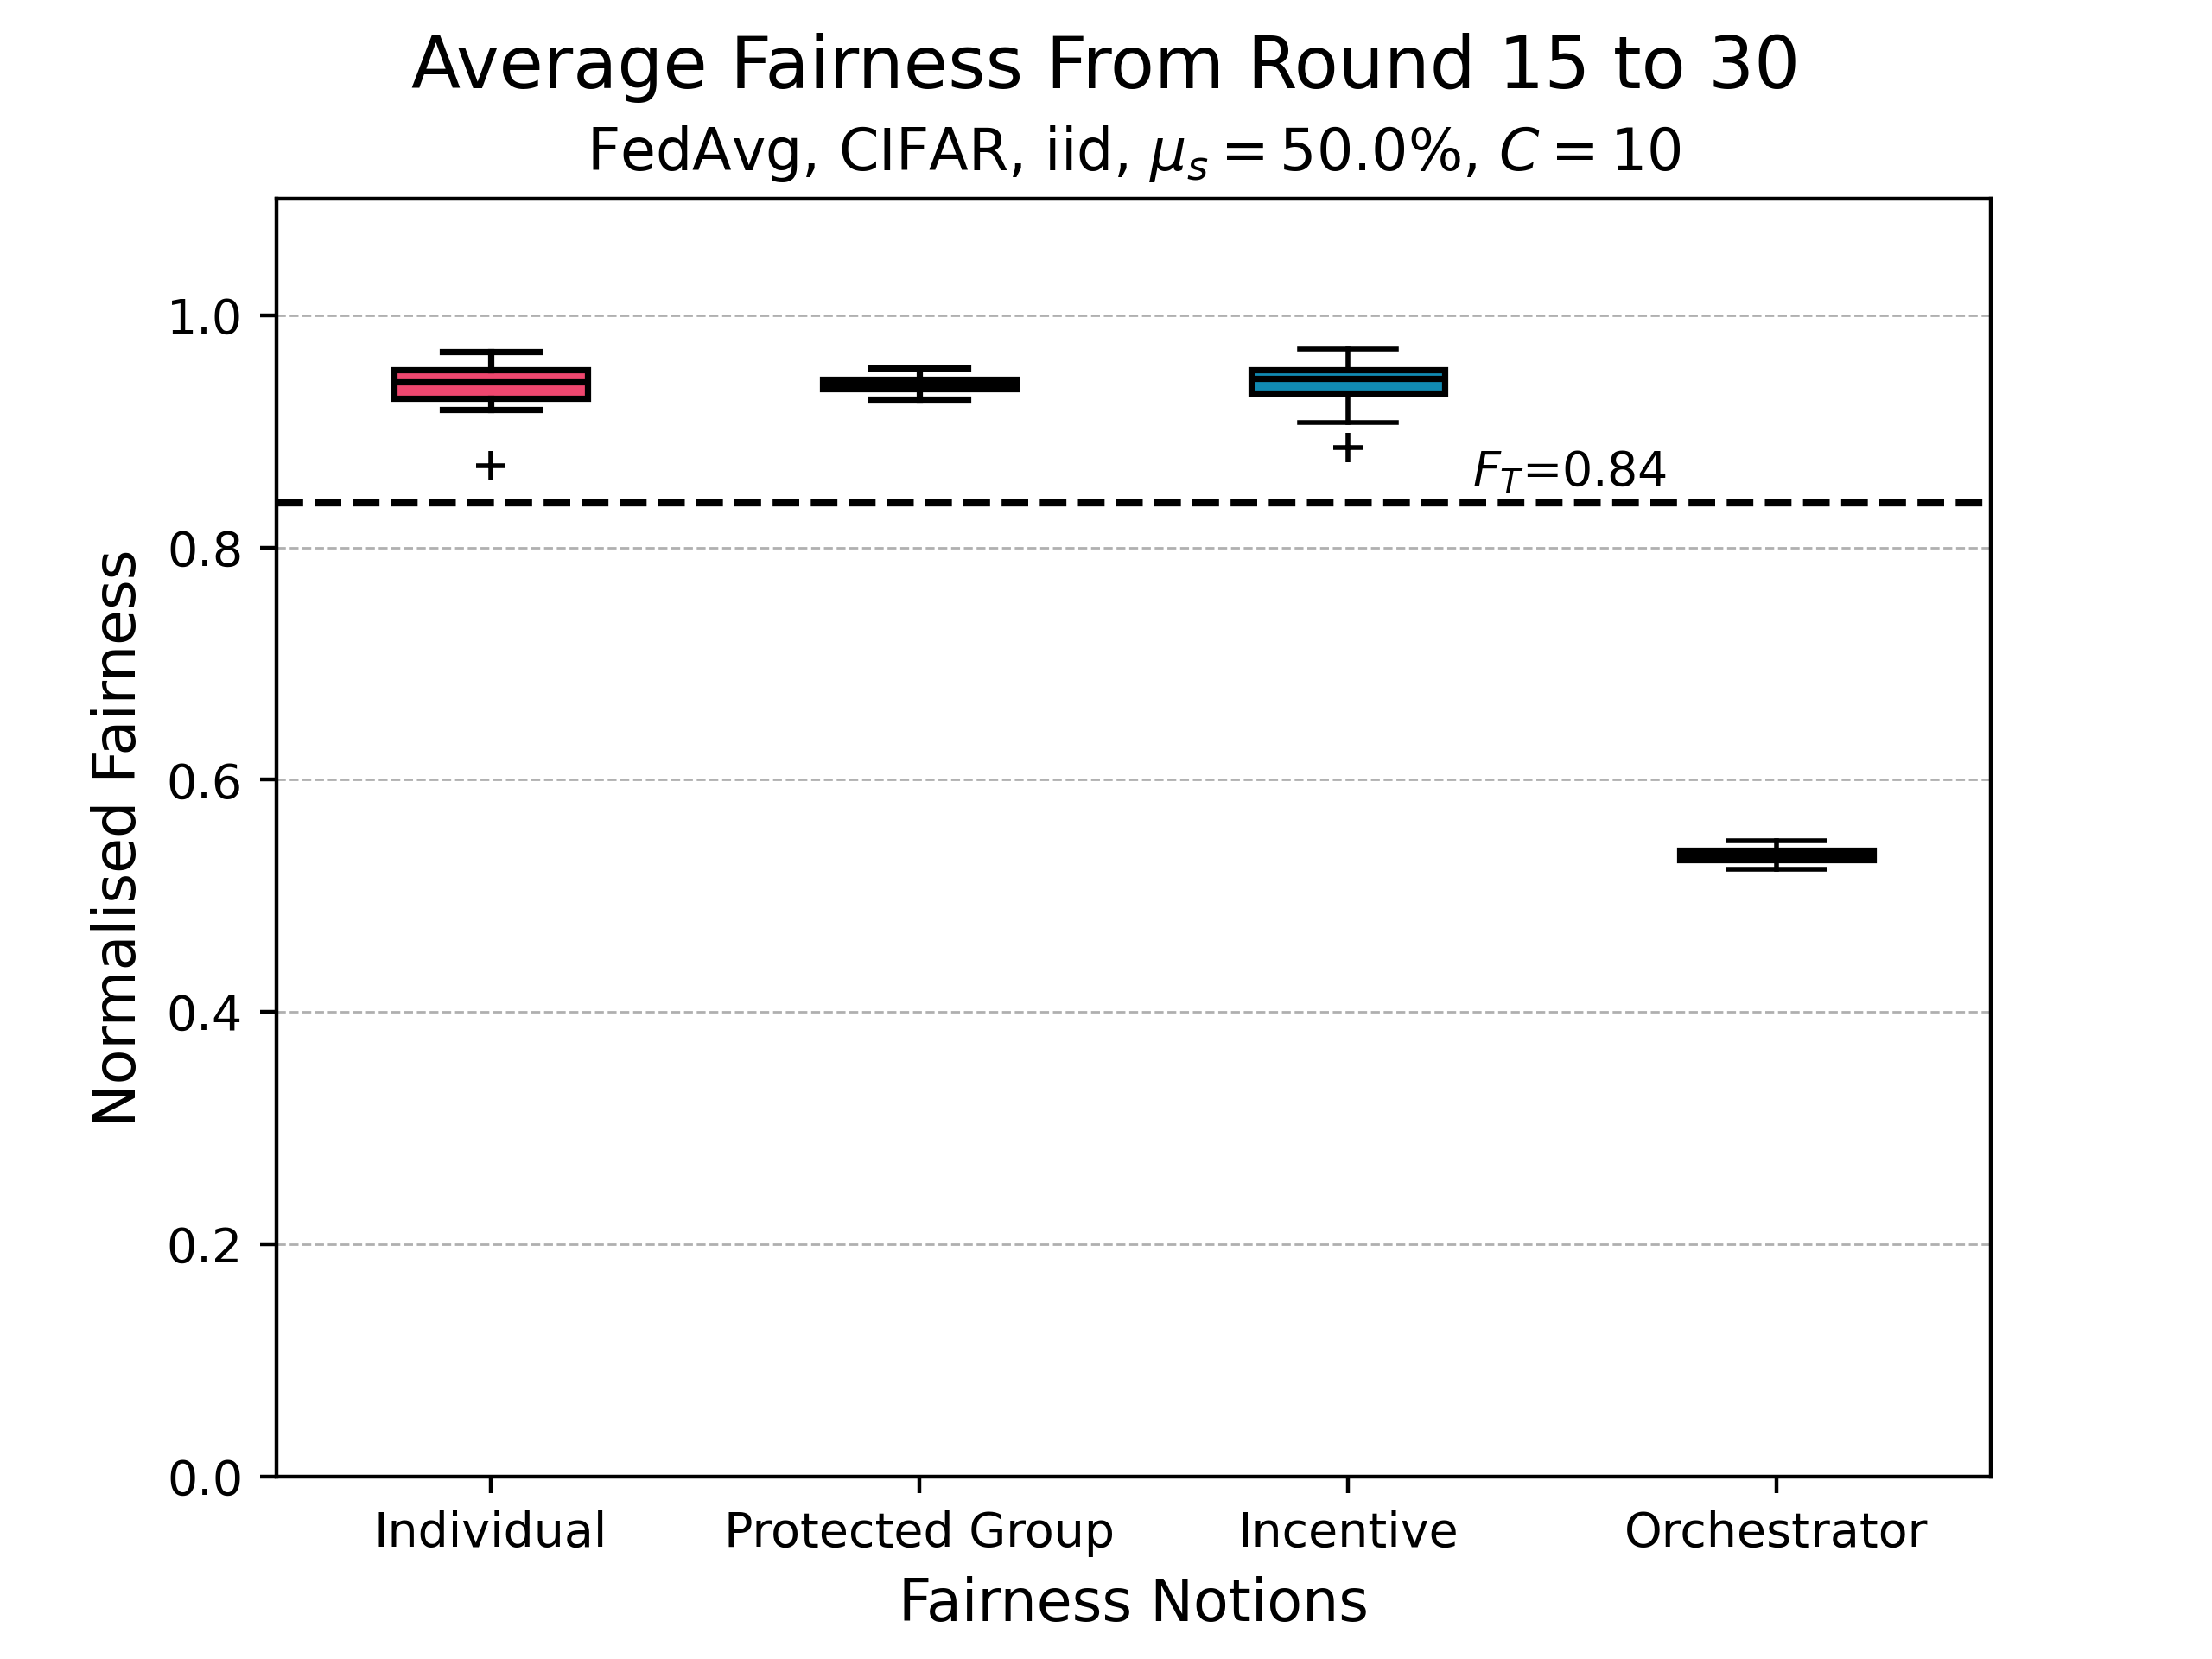 Average Fairness From Round 15 to 30
FedAvg, CIFAR, iid, μₛ = 50.0%, C = 10
1.0
0.8
0.6
0.4
0.2
0.0
Normalised Fairness
F_T=0.84
Individual
Protected Group
Incentive
Orchestrator
Fairness Notions